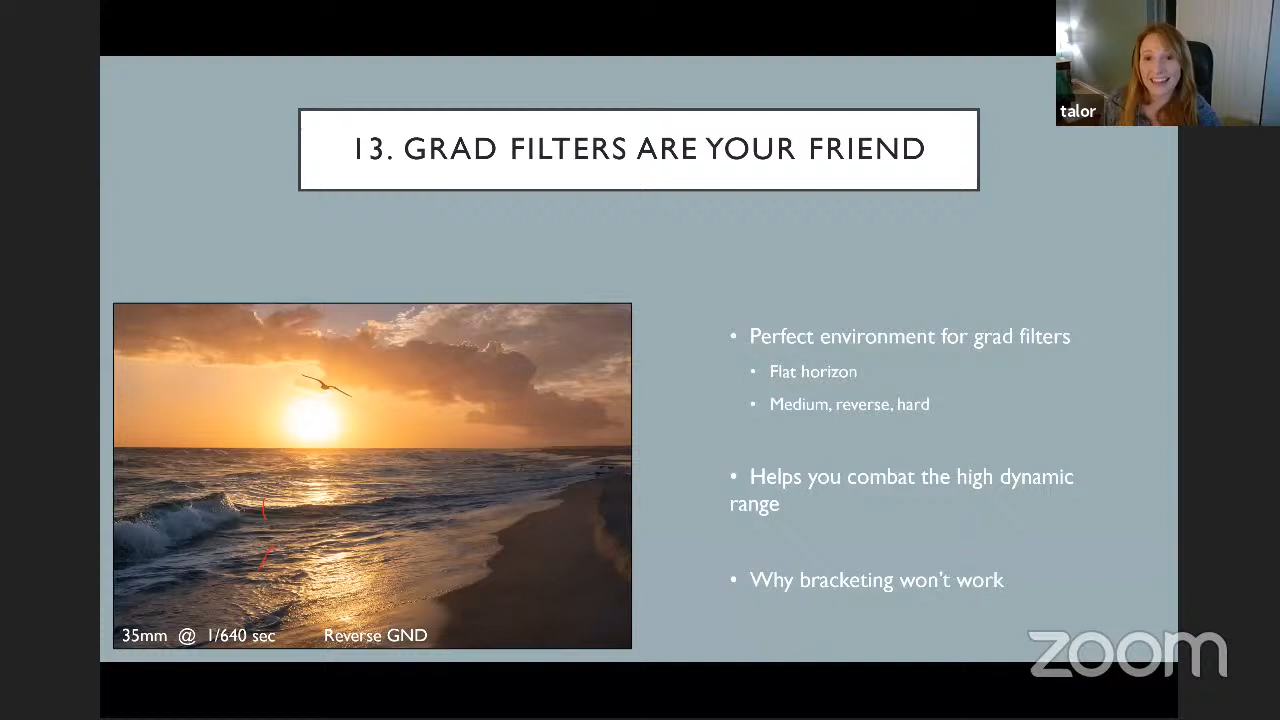 talor
13. GRAD FILTERS ARE YOUR FRIEND
• Perfect environment for grad filters
• Flat horizon
• Medium, reverse, hard
• Helps you combat the high dynamic
range
• Why bracketing won't work
35mm @ 1/640 sec Reverse GND
zoom